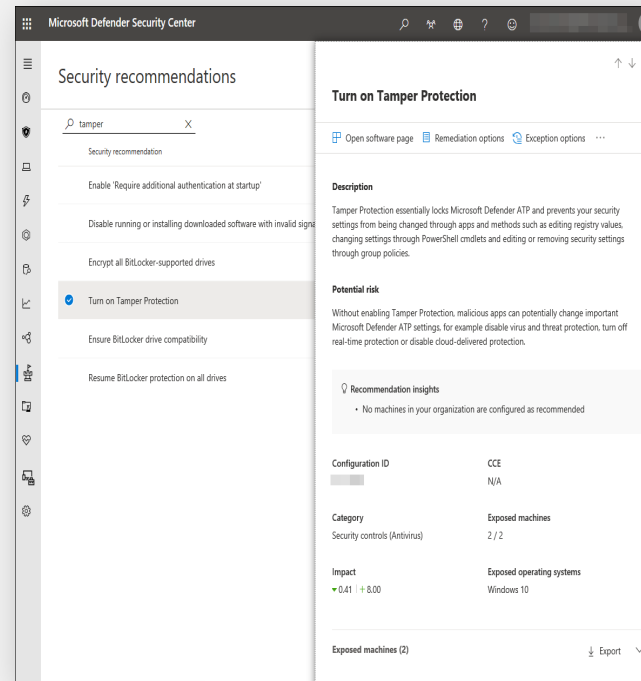 Microsoft Defender Security Center
Security recommendations
tamper
Security recommendation
Enable 'Require additional authentication at startup'
Disable running or installing downloaded software with invalid signa
Encrypt all BitLocker-supported drives
Turn on Tamper Protection
Ensure BitLocker drive compatibility
Resume BitLocker protection on all drives
Turn on Tamper Protection
Open software page Remediation options Exception options ...
Description
Tamper Protection essentially locks Microsoft Defender ATP and prevents your security
settings from being changed through apps and methods such as editing registry values,
changing settings through PowerShell cmdlets and editing or removing security settings
through group policies.
Potential risk
Without enabling Tamper Protection, malicious apps can potentially change important
Microsoft Defender ATP settings, for example disable virus and threat protection, turn off
real-time protection or disable cloud-delivered protection.
Recommendation insights
• No machines in your organization are configured as recommended
Configuration ID CCE
N/A
Category Exposed machines
Security controls (Antivirus) 2 / 2
Impact Exposed operating systems
▼ 0.41 | + 8.00 Windows 10
Exposed machines (2) Export